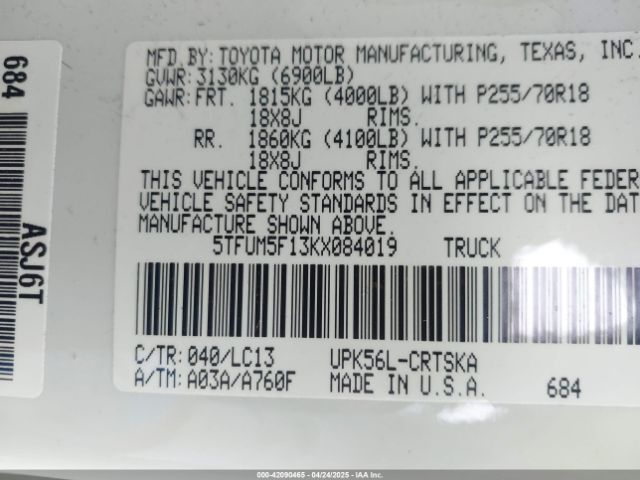 MFD.BY: TOYOTA MOTOR MANUFACTURING, TEXAS, INC.
GVWR: 3130KG (6900LB)
GAWR: FRT. 1815KG (4000LB) WITH P255/70R18
18X8J RIMS.
RR. 1860KG (4100LB) WITH P255/70R18
18X8J RIMS.
THIS VEHICLE CONFORMS TO ALL APPLICABLE FEDER
VEHICLE SAFETY STANDARDS IN EFFECT ON THE DAT
MANUFACTURE SHOWN ABOVE.
5TFUM5F13KX084019 TRUCK
C/TR: 040/LC13 UPK56L-CRTSKA
A/TM: A03A/A760F MADE IN U.S.A. 684
684 ASJ6T
000-42090465 - 04/24/2025 - IAA Inc.